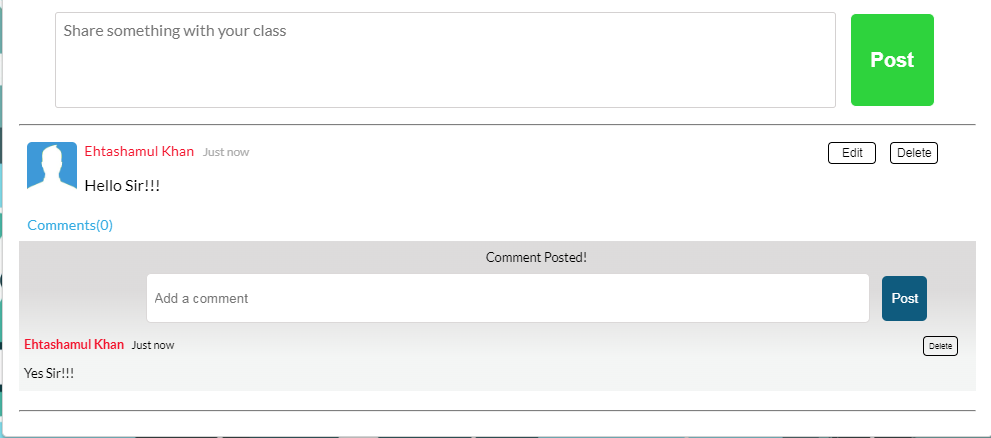 Share something with your class
Post
Ehtashamul Khan Just now
Edit Delete
Hello Sir!!!
Comments(0)
Comment Posted!
Add a comment
Post
Ehtashamul Khan Just now
Delete
Yes Sir!!!